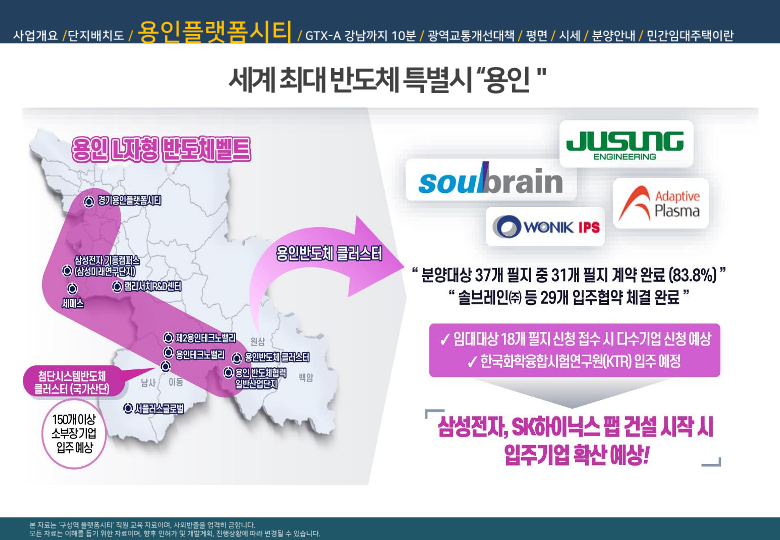 사업개요 /단지배치도 / 용인플랫폼시티 / GTX-A 강남까지 10분 / 광역교통개선대책 / 평면 / 시세 / 분양안내 / 민간임대주택이란
세계 최대 반도체 특별시 “용인 "
용인 L자형 반도체벨트
경기용인플랫폼시티
삼성전자 기흥캠퍼스
(삼성미래연구단지)
램리서치R&D센터
세메스
제2용인테크노밸리
용인테크노밸리
원삼
용인반도체 클러스터
용인 반도체협력
일반산업단지
백암
남사
이동
첨단시스템반도체
클러스터 (국가산단)
서플러스글로벌
150개 이상
소부장기업
입주 예상
용인반도체 클러스터
JUSUNG
ENGINEERING
soulbrain
Adaptive
Plasma
WONIK IPS
“ 분양대상 37개 필지 중 31개 필지 계약 완료 (83.8%) ”
“ 솔브레인㈜ 등 29개 입주협약 체결 완료 ”
✓ 임대대상 18개 필지 신청 접수 시 다수기업 신청 예상
✓ 한국화학융합시험연구원(KTR) 입주 예정
삼성전자, SK하이닉스 팹 건설 시작 시
입주기업 확산 예상!
본 자료는 '구성역 플랫폼시티' 직원 교육 자료이며, 사외반출을 엄격히 금합니다.
모든 자료는 이해를 돕기 위한 자료이며, 향후 인허가 및 개발계획, 진행상황에 따라 변경될 수 있습니다.